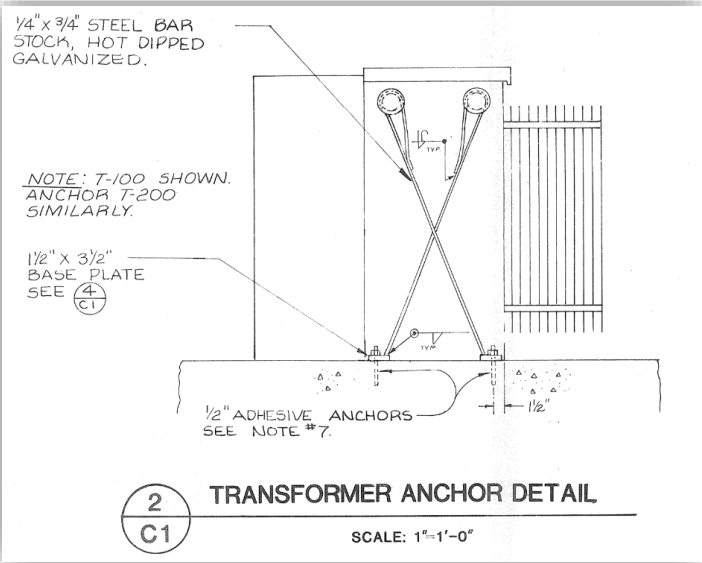 1/4" x 3/4" STEEL BAR
STOCK, HOT DIPPED
GALVANIZED.
TYP.
NOTE: T-100 SHOWN.
ANCHOR T-200
SIMILARLY.
1 1/2" X 3 1/2"
BASE PLATE
SEE 4
C1
TYP.
1/2" ADHESIVE ANCHORS
SEE NOTE #7.
1 1/2"
2
C1
TRANSFORMER ANCHOR DETAIL
SCALE: 1"=1'-0"